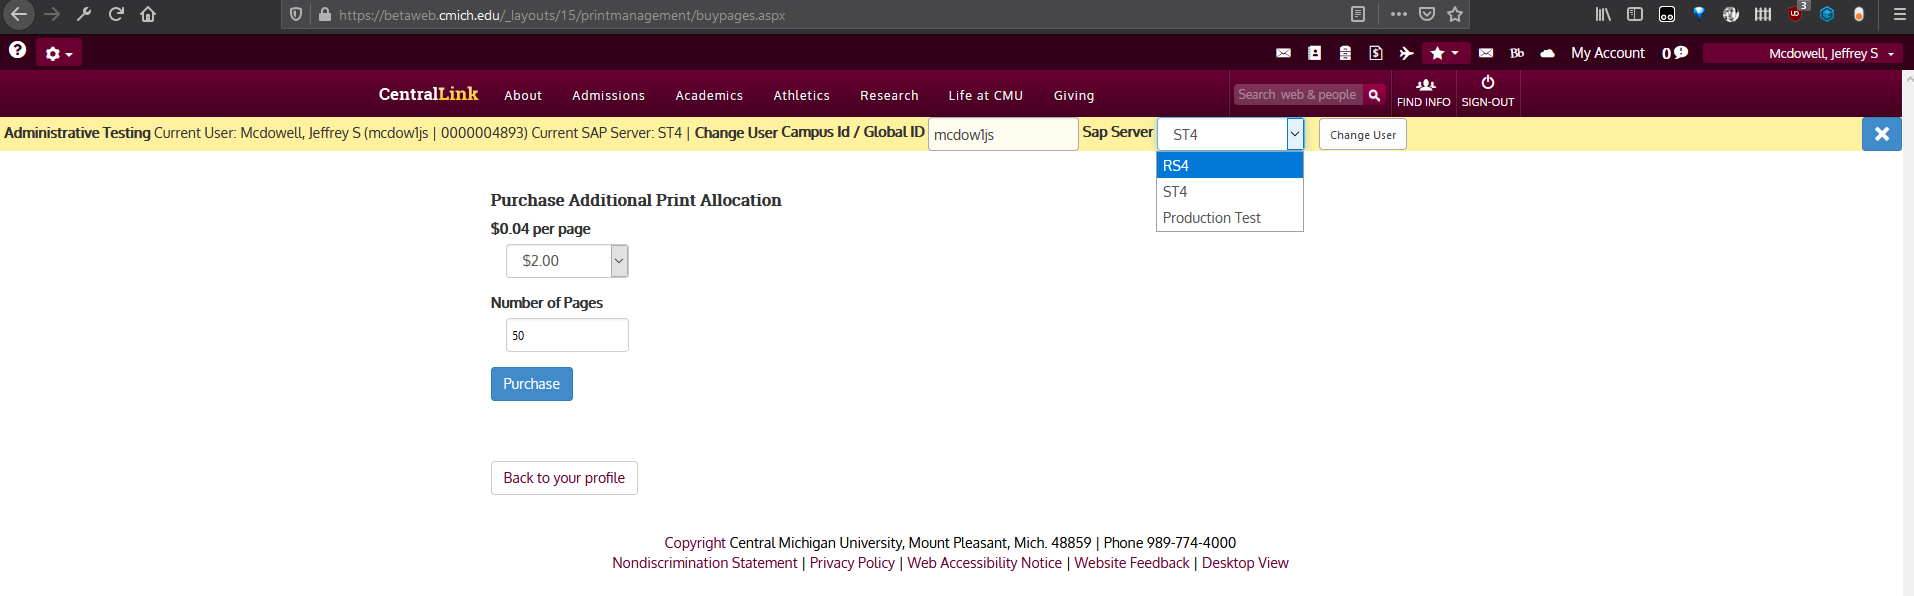 https://betaweb.cmich.edu/_layouts/15/printmanagement/buypages.aspx
3
Bb My Account 0 Mcdowell, Jeffrey S
CentralLink About Admissions Academics Athletics Research Life at CMU Giving Search web & people FIND INFO SIGN-OUT
Administrative Testing Current User: Mcdowell, Jeffrey S (mcdow1js | 0000004893) Current SAP Server: ST4 | Change User Campus Id / Global ID mcdow1js Sap Server ST4 Change User
RS4
ST4
Production Test
Purchase Additional Print Allocation
$0.04 per page
$2.00
Number of Pages
50
Purchase
Back to your profile
Copyright Central Michigan University, Mount Pleasant, Mich. 48859 | Phone 989-774-4000
Nondiscrimination Statement | Privacy Policy | Web Accessibility Notice | Website Feedback | Desktop View